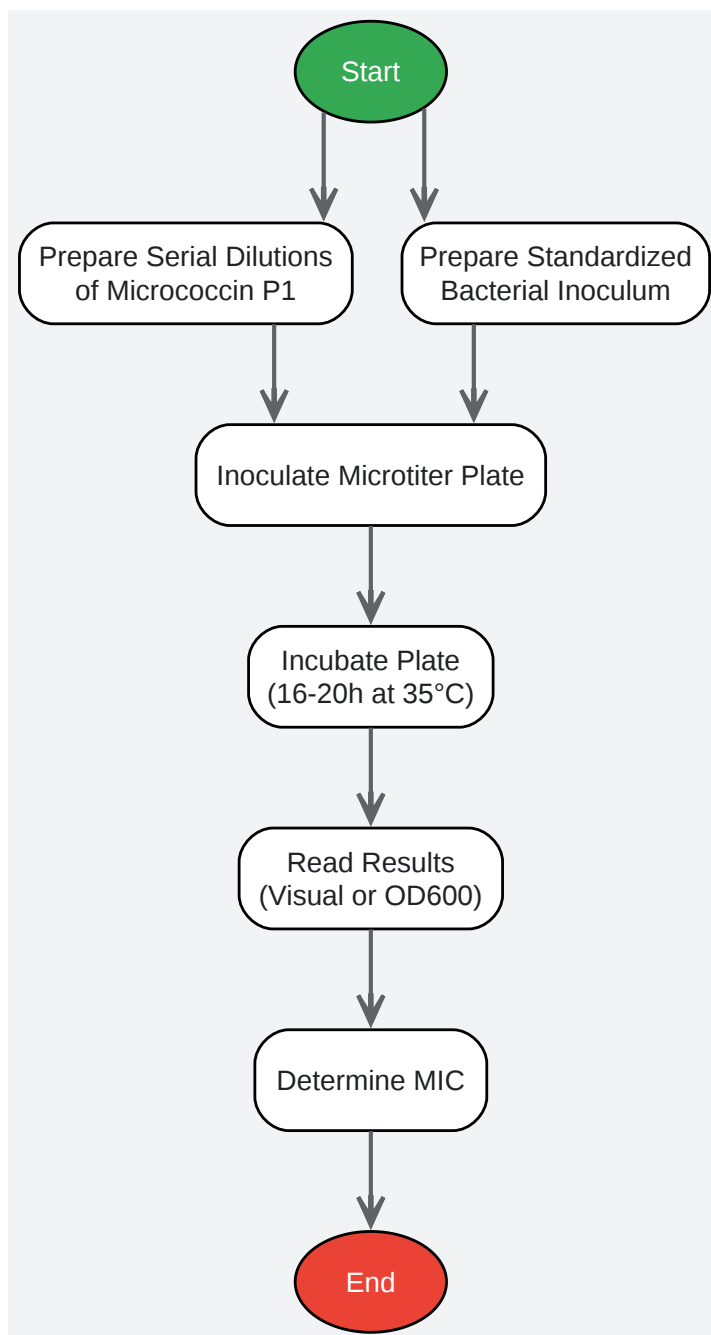 Start
Prepare Serial Dilutions
of Micrococcin P1
Prepare Standardized
Bacterial Inoculum
Inoculate Microtiter Plate
Incubate Plate
(16-20h at 35°C)
Read Results
(Visual or OD600)
Determine MIC
End